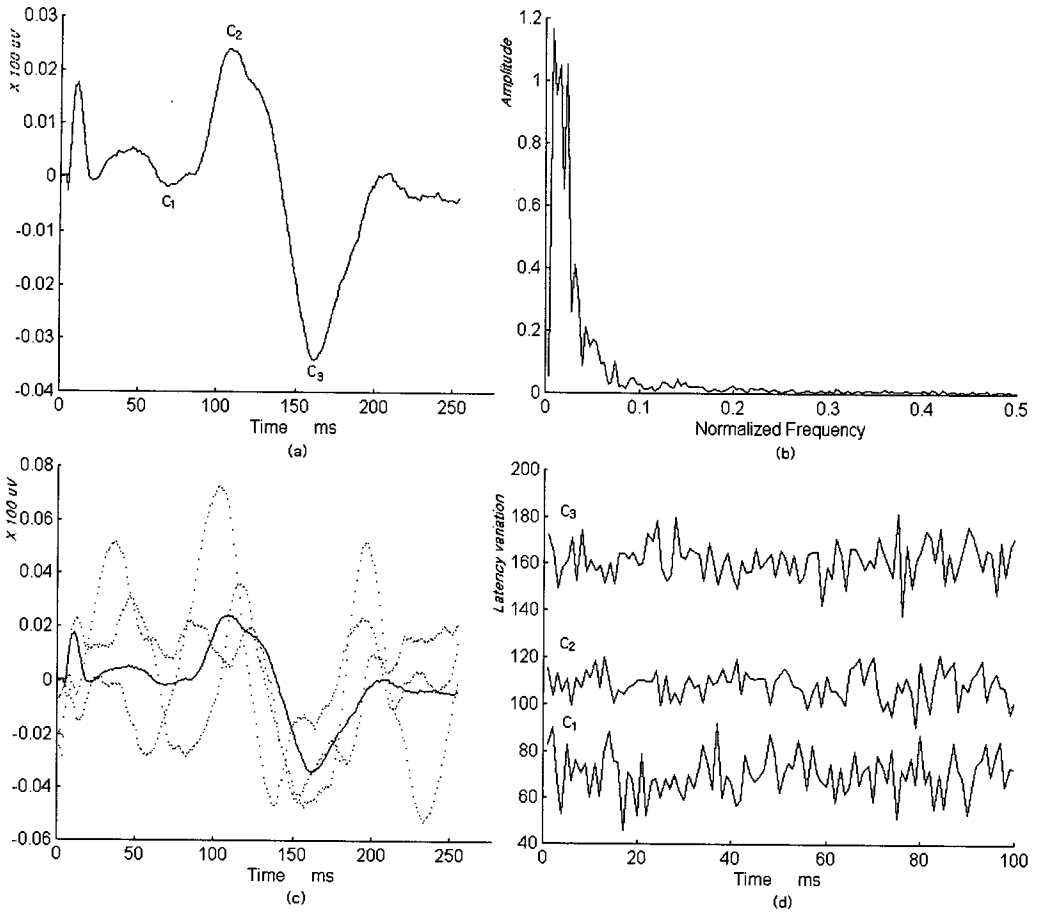 X 100 uV
0.03
0.02
0.01
0
-0.01
-0.02
-0.03
-0.04
C1
C2
C3
0 50 100 150 200 250
Time ms
(a)
Amplitude
1.2
1
0.8
0.6
0.4
0.2
0
0 0.1 0.2 0.3 0.4 0.5
Normalized Frequency
(b)
X 100 uV
0.08
0.06
0.04
0.02
0
-0.02
-0.04
-0.06
0 50 100 150 200 250
Time ms
(c)
Latency variation
200
180
160
140
120
100
80
60
40
C3
C2
C1
0 20 40 60 80 100
Time ms
(d)